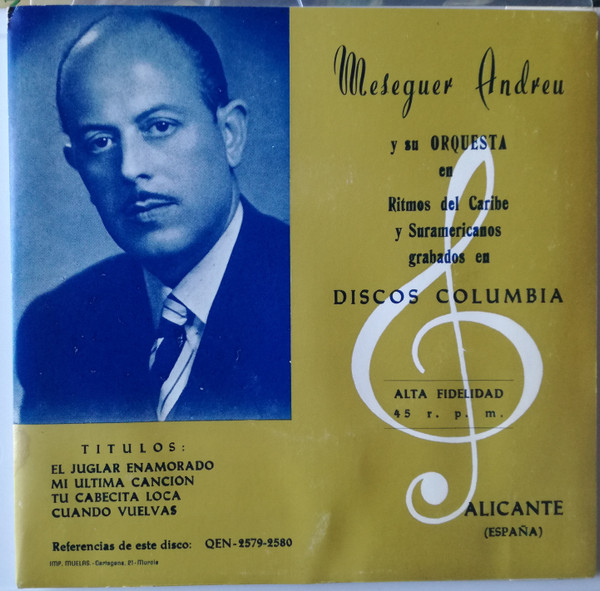 Meseguer Andreu
y su ORQUESTA
en
Ritmos del Caribe
y Suramericanos
grabados en
DISCOS COLUMBIA
ALTA FIDELIDAD
45 r. p. m.
ALICANTE
(ESPAÑA)
TITULOS:
EL JUGLAR ENAMORADO
MI ULTIMA CANCION
TU CABECITA LOCA
CUANDO VUELVAS
Referencias de este disco: QEN-2579-2580
IMP. MUELAS.-Cartagena, 21-Murcia